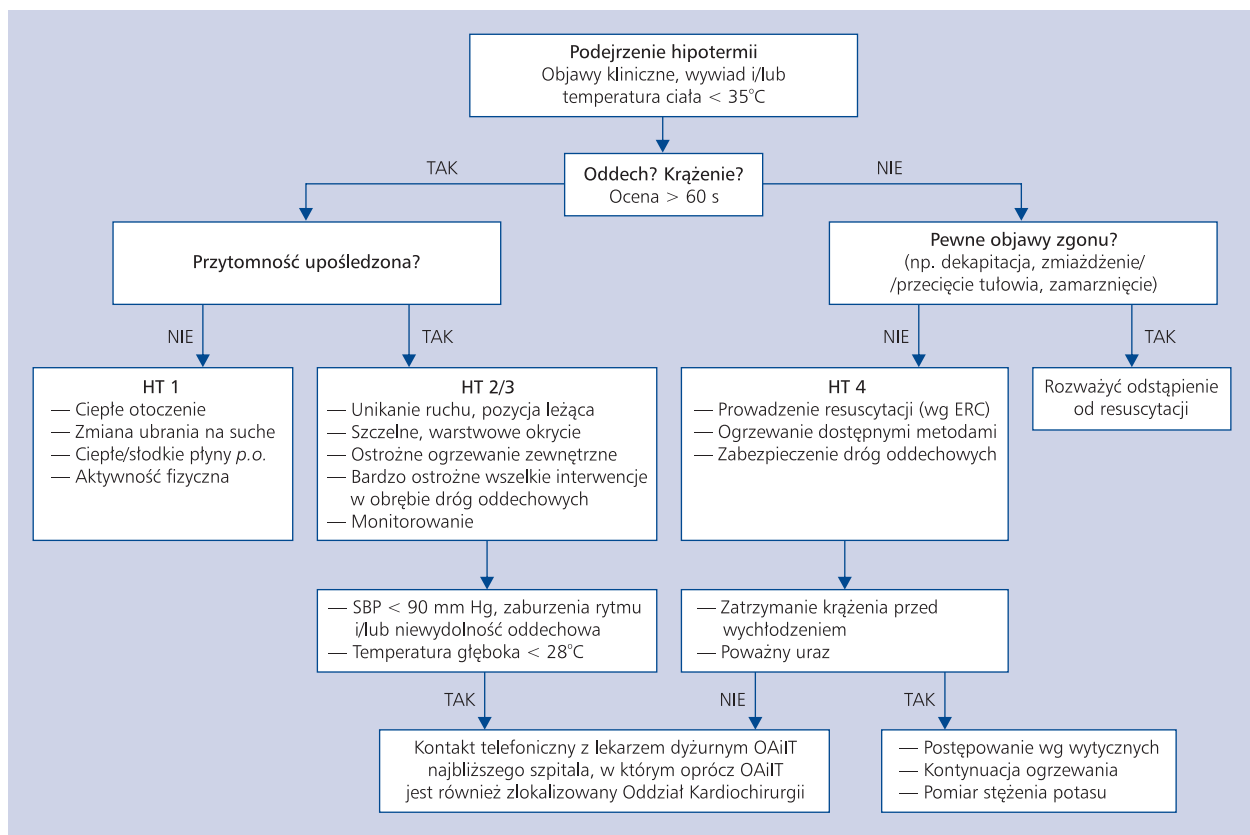 Podejrzenie hipotermii
Objawy kliniczne, wywiad i/lub
temperatura ciała < 35°C
TAK
Oddech? Krążenie?
Ocena > 60 s
NIE
Przytomność upośledzona?
Pewne objawy zgonu?
(np. dekapitacja, zmiażdżenie/
/przecięcie tułowia, zamarznięcie)
NIE
TAK
NIE
TAK
HT 1
— Ciepłe otoczenie
— Zmiana ubrania na suche
— Ciepłe/słodkie płyny p.o.
— Aktywność fizyczna
HT 2/3
— Unikanie ruchu, pozycja leżąca
— Szczelne, warstwowe okrycie
— Ostrożne ogrzewanie zewnętrzne
— Bardzo ostrożne wszelkie interwencje
w obrębie dróg oddechowych
— Monitorowanie
HT 4
— Prowadzenie resuscytacji (wg ERC)
— Ogrzewanie dostępnymi metodami
— Zabezpieczenie dróg oddechowych
Rozważyć odstąpienie
od resuscytacji
— SBP < 90 mm Hg, zaburzenia rytmu
i/lub niewydolność oddechowa
— Temperatura głęboka < 28°C
— Zatrzymanie krążenia przed
wychłodzeniem
— Poważny uraz
TAK
NIE
TAK
Kontakt telefoniczny z lekarzem dyżurnym OAiIT
najbliższego szpitala, w którym oprócz OAiIT
jest również zlokalizowany Oddział Kardiochirurgii
— Postępowanie wg wytycznych
— Kontynuacja ogrzewania
— Pomiar stężenia potasu